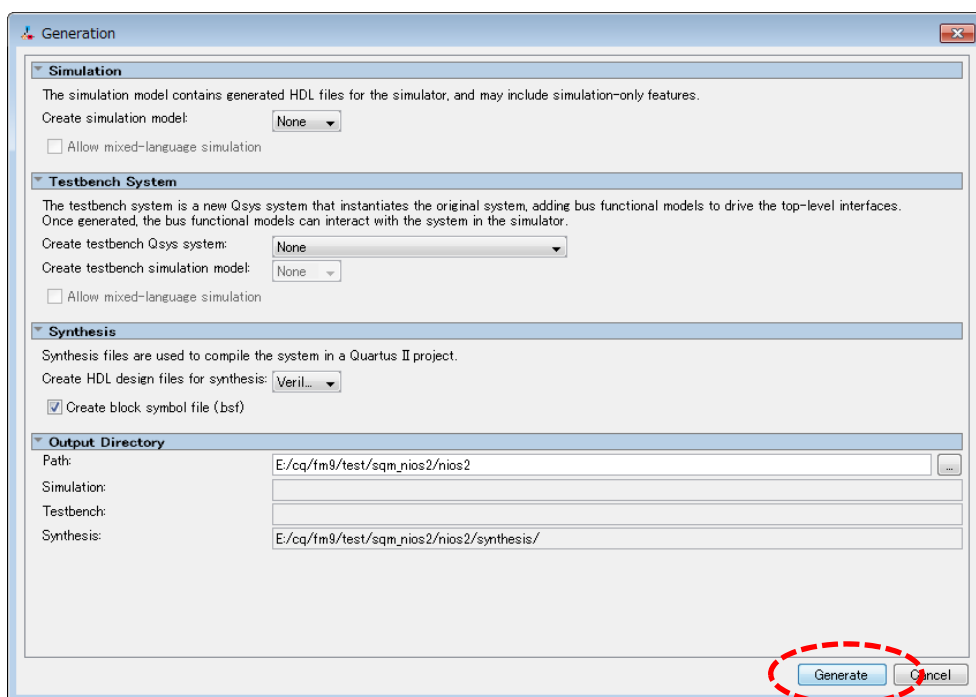 Generation
Simulation
The simulation model contains generated HDL files for the simulator, and may include simulation-only features.
Create simulation model: None
Allow mixed-language simulation
Testbench System
The testbench system is a new Qsys system that instantiates the original system, adding bus functional models to drive the top-level interfaces.
Once generated, the bus functional models can interact with the system in the simulator.
Create testbench Qsys system: None
Create testbench simulation model: None
Allow mixed-language simulation
Synthesis
Synthesis files are used to compile the system in a Quartus II project.
Create HDL design files for synthesis: Veril...
Create block symbol file (.bsf)
Output Directory
Path: E:/cq/fm9/test/sqm_nios2/nios2 ...
Simulation:
Testbench:
Synthesis: E:/cq/fm9/test/sqm_nios2/nios2/synthesis/
Generate Cancel